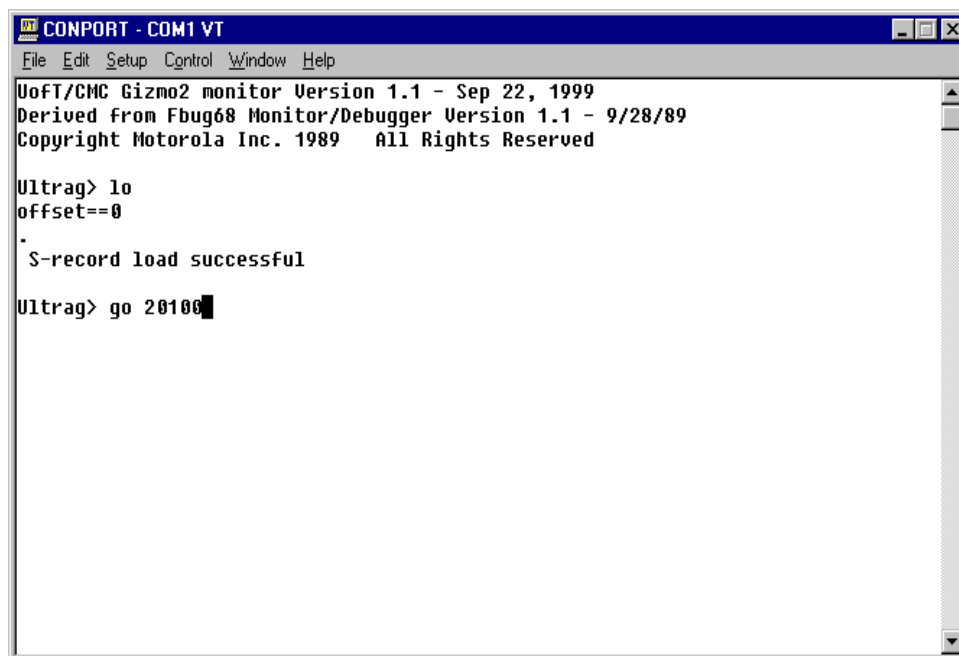 CONPORT - COM1 VT
File Edit Setup Control Window Help
UofT/CMC Gizmo2 monitor Version 1.1 - Sep 22, 1999
Derived from Fbug68 Monitor/Debugger Version 1.1 - 9/28/89
Copyright Motorola Inc. 1989   All Rights Reserved
Ultrag> lo
offset==0
.
S-record load successful
Ultrag> go 20100